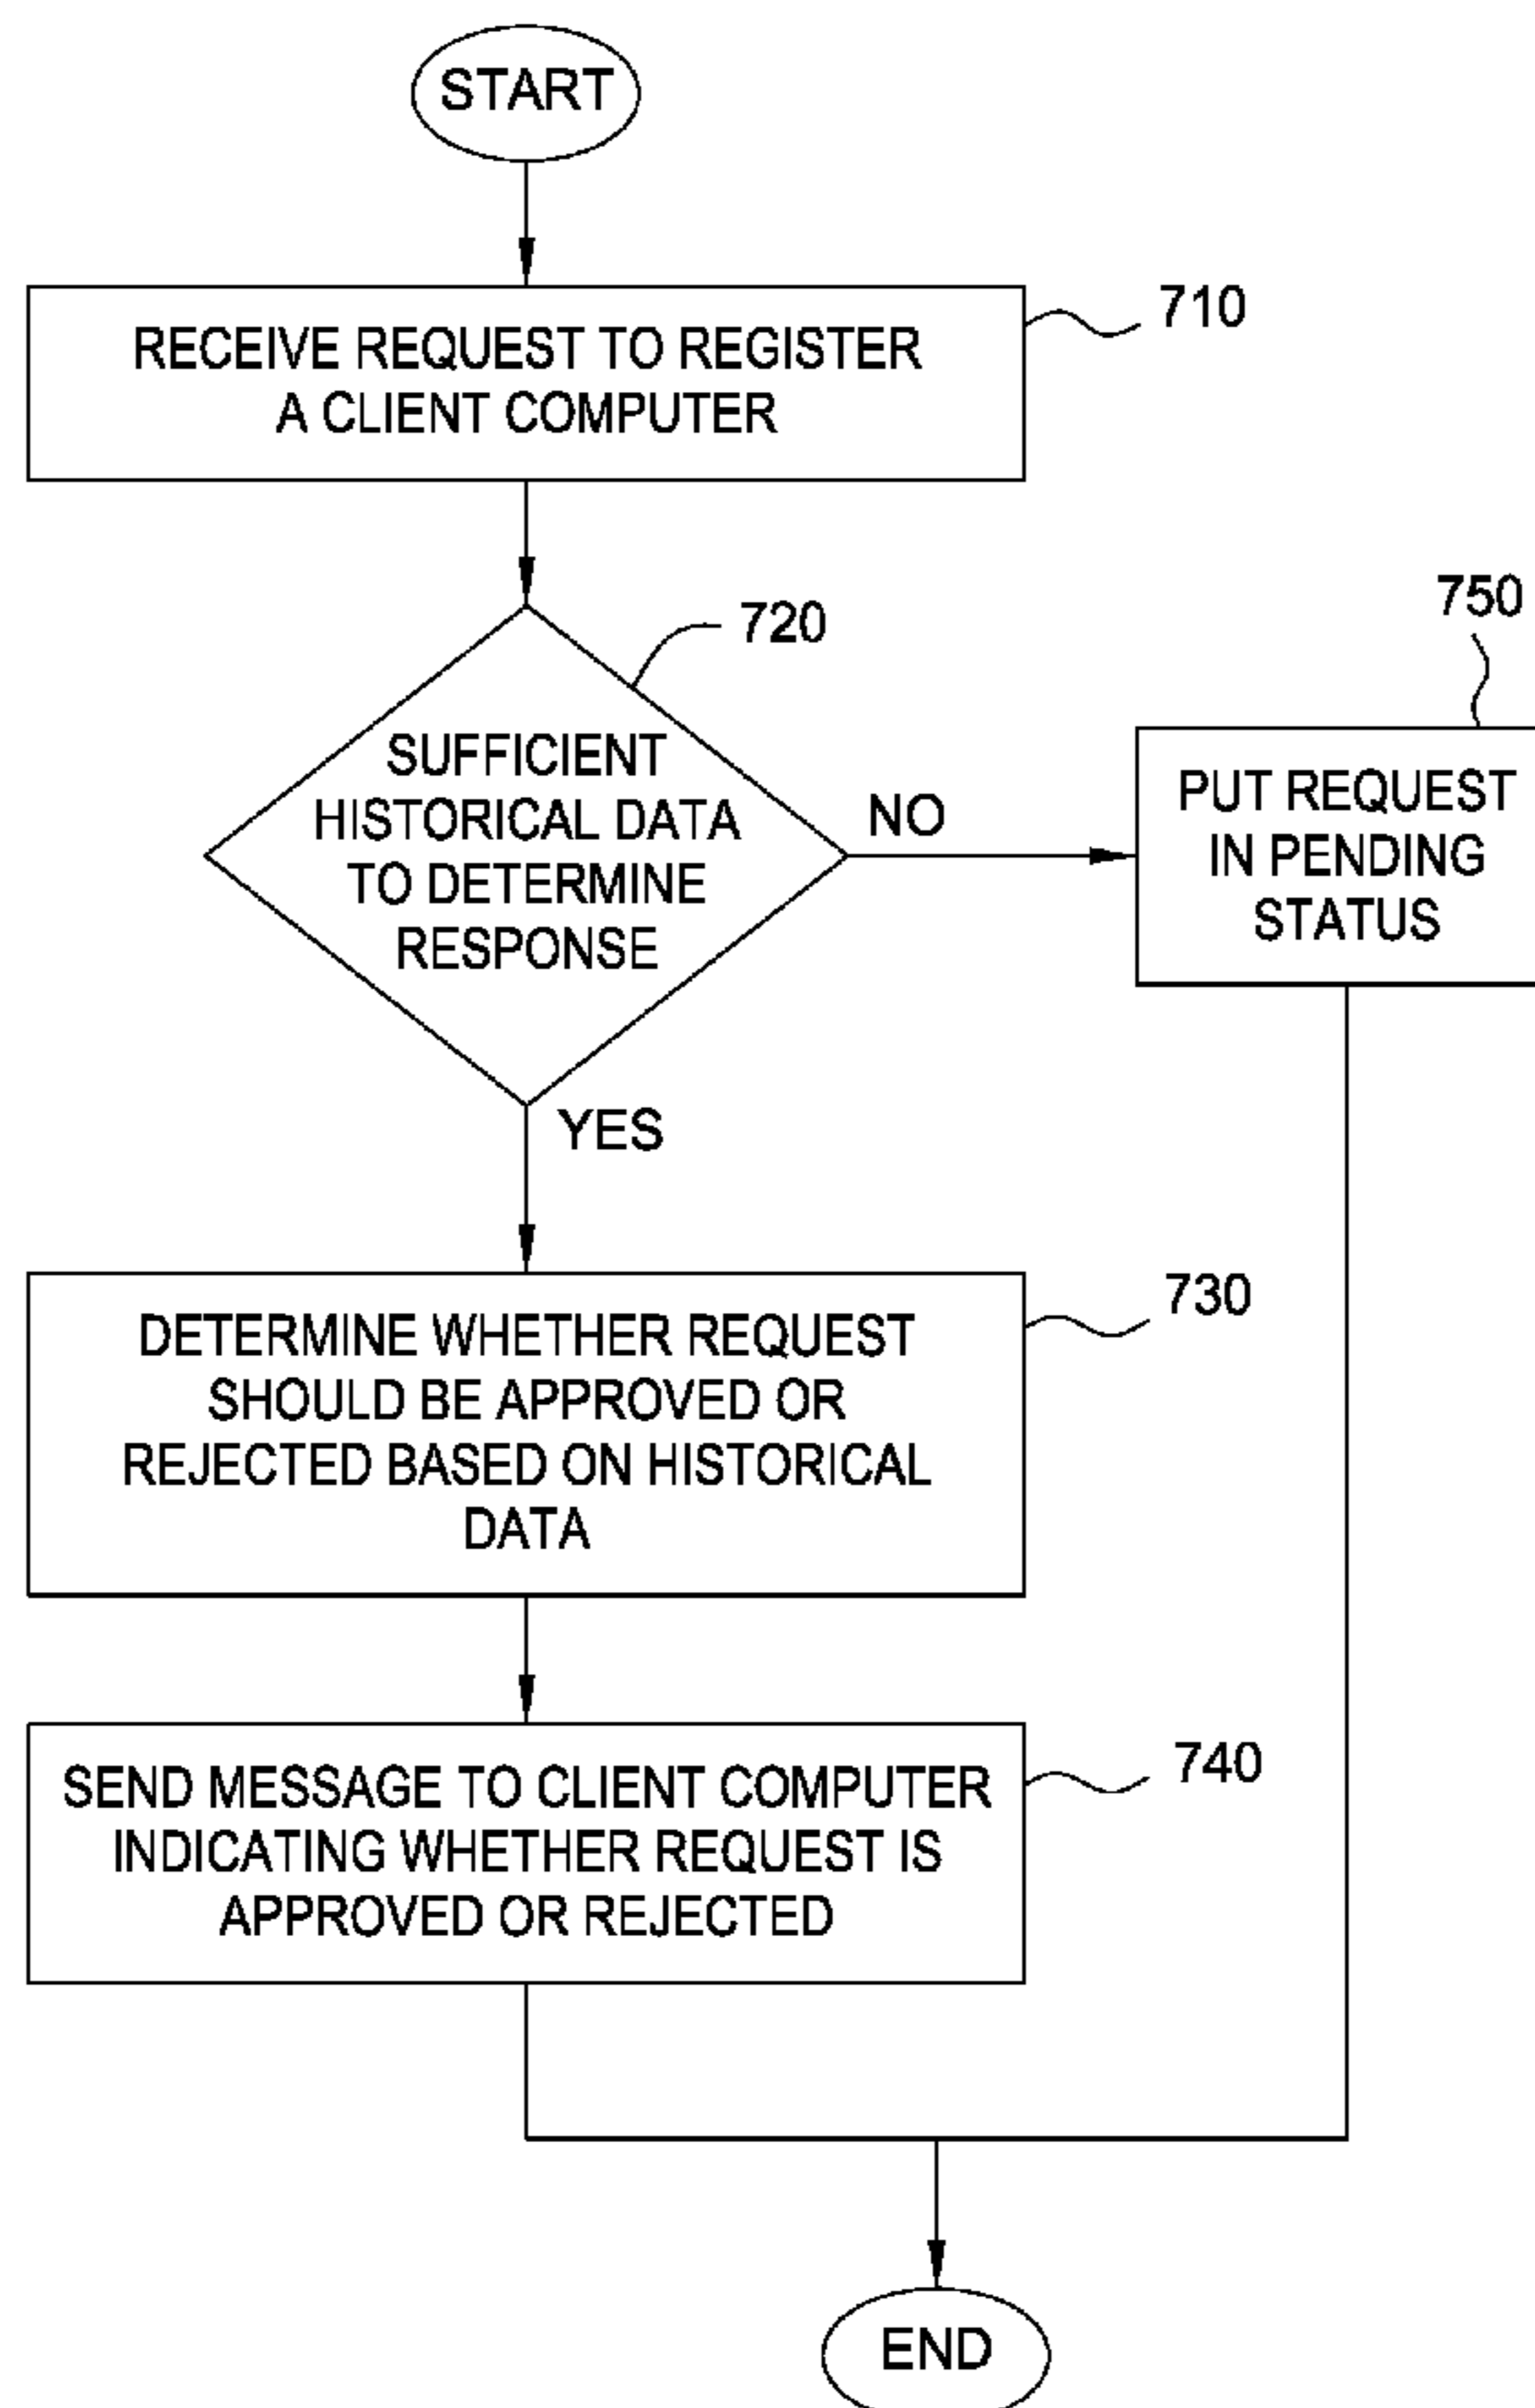 START
710
RECEIVE REQUEST TO REGISTER
A CLIENT COMPUTER
720
SUFFICIENT
HISTORICAL DATA
TO DETERMINE
RESPONSE
NO
750
PUT REQUEST
IN PENDING
STATUS
YES
730
DETERMINE WHETHER REQUEST
SHOULD BE APPROVED OR
REJECTED BASED ON HISTORICAL
DATA
740
SEND MESSAGE TO CLIENT COMPUTER
INDICATING WHETHER REQUEST IS
APPROVED OR REJECTED
END